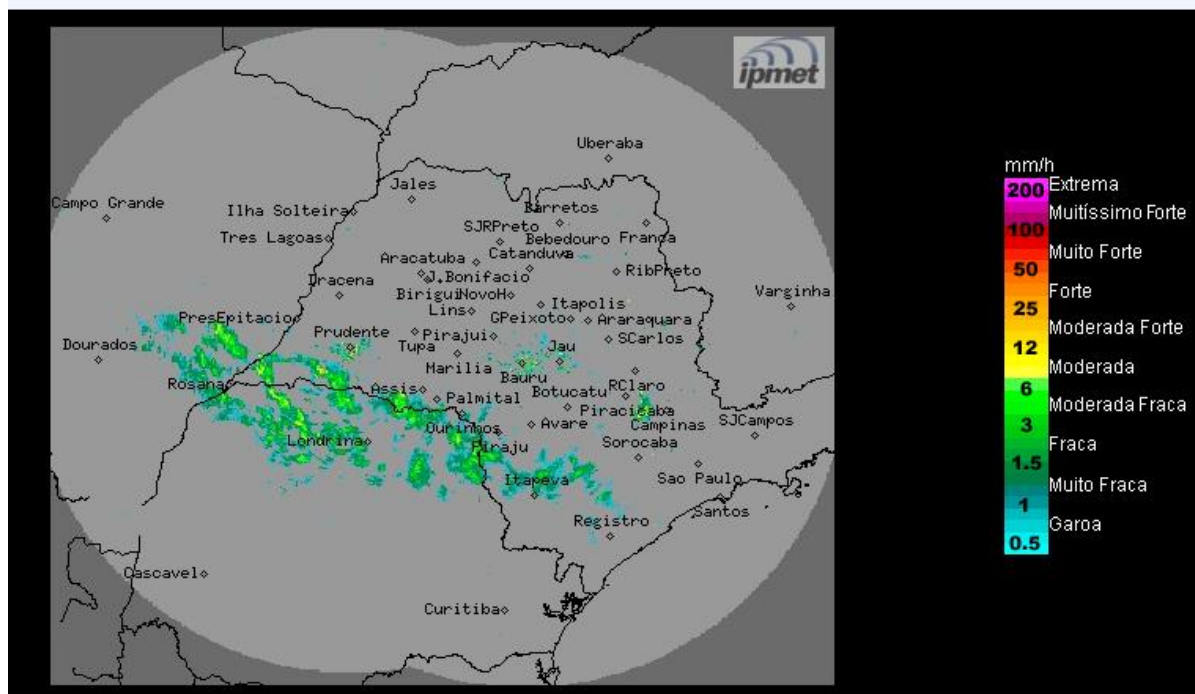 ipmet
Uberaba
Jales
Campo Grande
Ilha Solteira
Barretos
SJRPreto
Tres Lagoas
Bebedouro
Franca
Catanduva
Aracatuba
J.Bonifacio
RibPreto
Dracena
Birigui
NovoH
Varginha
Itapolis
Lins
PresEpitacio
GPeixoto
Araraquara
Prudente
Pirajui
SCarlos
Dourados
Tupa
Jau
Marilia
Bauru
Rosana
Assis
RClaro
Palmital
Botucatu
Piracicaba
Ourinhos
Avare
Campinas
SJCampos
Londrina
Piraju
Sorocaba
Itapeva
Sao Paulo
Santos
Registro
Cascavel
Curitiba
mm/h
200 Extrema
Muitíssimo Forte
100
Muito Forte
50
Forte
25
Moderada Forte
12
Moderada
6
Moderada Fraca
3
Fraca
1.5
Muito Fraca
1
Garoa
0.5